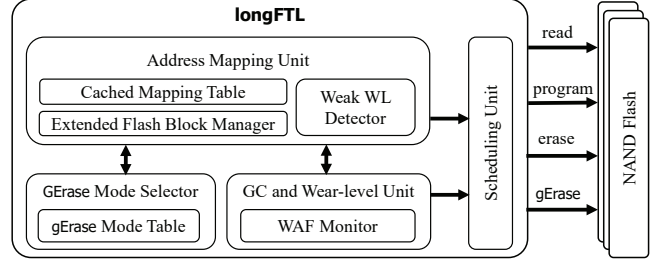 longFTL
Address Mapping Unit
Cached Mapping Table
Extended Flash Block Manager
Weak WL
Detector
GErase Mode Selector
gErase Mode Table
GC and Wear-level Unit
WAF Monitor
Scheduling Unit
read
program
erase
gErase
NAND Flash